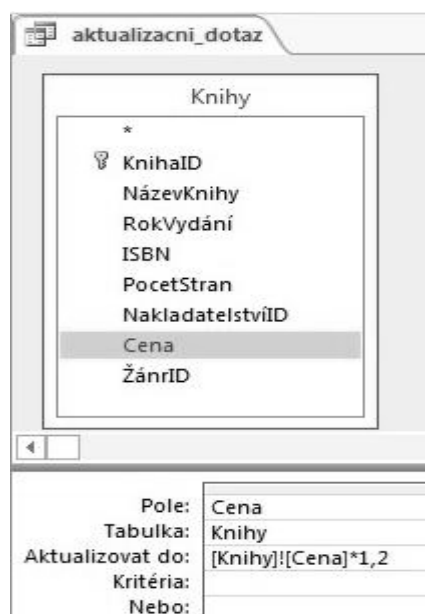 aktualizacni_dotaz
Knihy
*
KnihaID
NázevKnihy
RokVydání
ISBN
PocetStran
NakladatelstvíID
Cena
ŽánrID
Pole: Cena
Tabulka: Knihy
Aktualizovat do: [Knihy]![Cena]*1,2
Kritéria:
Nebo: